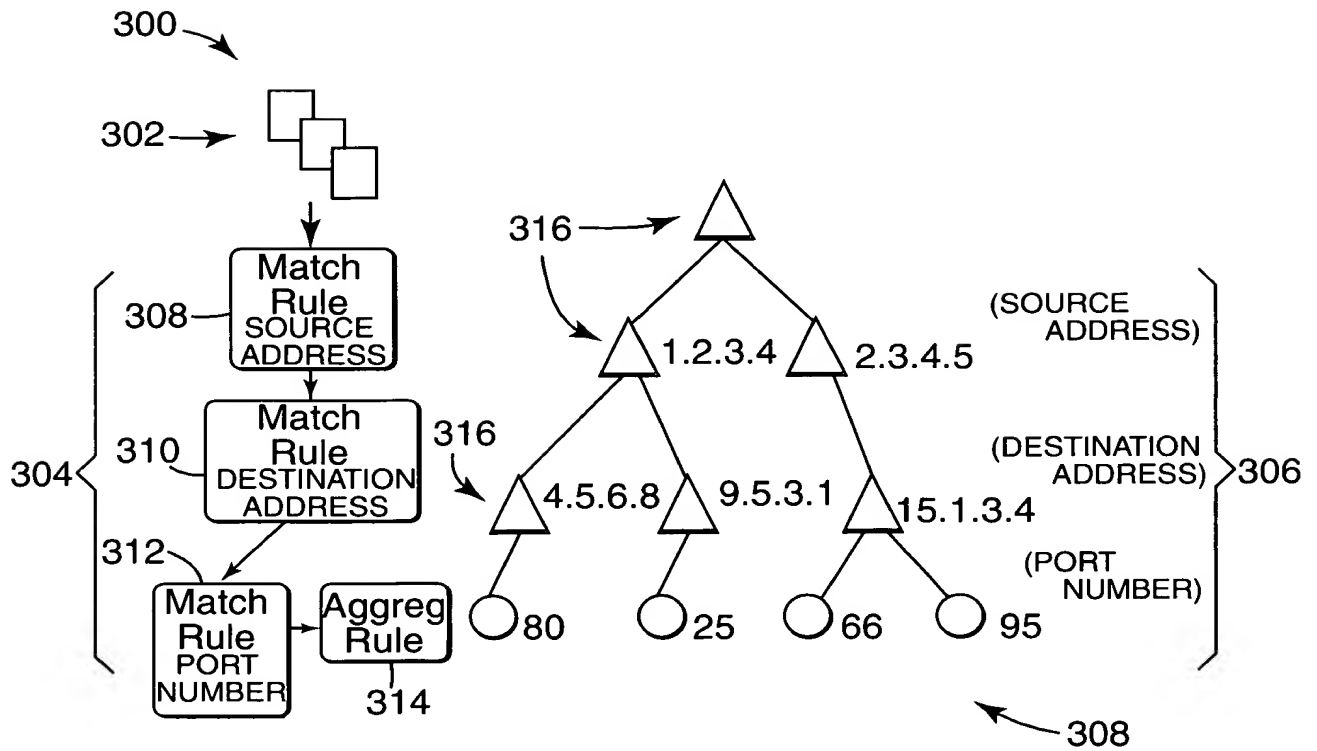 300
302
316
Match
Rule
SOURCE
ADDRESS
308
(SOURCE
ADDRESS)
1.2.3.4
2.3.4.5
Match
Rule
DESTINATION
ADDRESS
310
304
316
(DESTINATION
ADDRESS)
306
4.5.6.8
9.5.3.1
15.1.3.4
312
Match
Rule
PORT
NUMBER
Aggreg
Rule
314
(PORT
NUMBER)
80
25
66
95
308